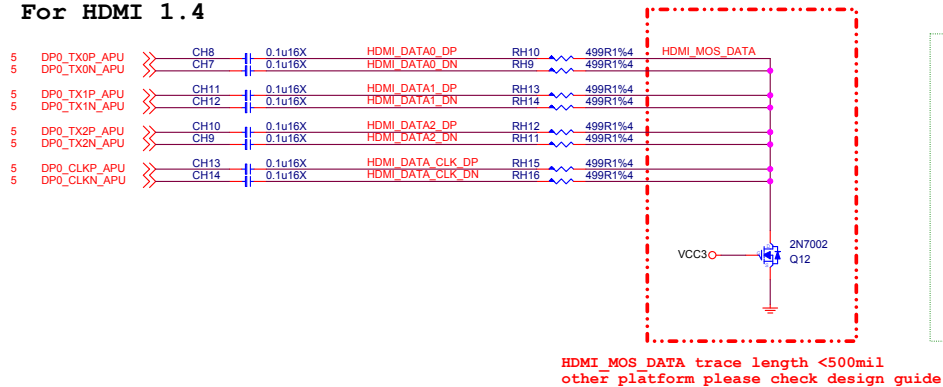 For HDMI 1.4
5 DP0_TX0P_APU CH8 0.1u16X HDMI_DATA0_DP RH10 499R1%4 HDMI_MOS_DATA
5 DP0_TX0N_APU CH7 0.1u16X HDMI_DATA0_DN RH9 499R1%4
5 DP0_TX1P_APU CH11 0.1u16X HDMI_DATA1_DP RH13 499R1%4
5 DP0_TX1N_APU CH12 0.1u16X HDMI_DATA1_DN RH14 499R1%4
5 DP0_TX2P_APU CH10 0.1u16X HDMI_DATA2_DP RH12 499R1%4
5 DP0_TX2N_APU CH9 0.1u16X HDMI_DATA2_DN RH11 499R1%4
5 DP0_CLKP_APU CH13 0.1u16X HDMI_DATA_CLK_DP RH15 499R1%4
5 DP0_CLKN_APU CH14 0.1u16X HDMI_DATA_CLK_DN RH16 499R1%4
2N7002
VCC3
Q12
HDMI_MOS_DATA trace length <500mil
other platform please check design guide